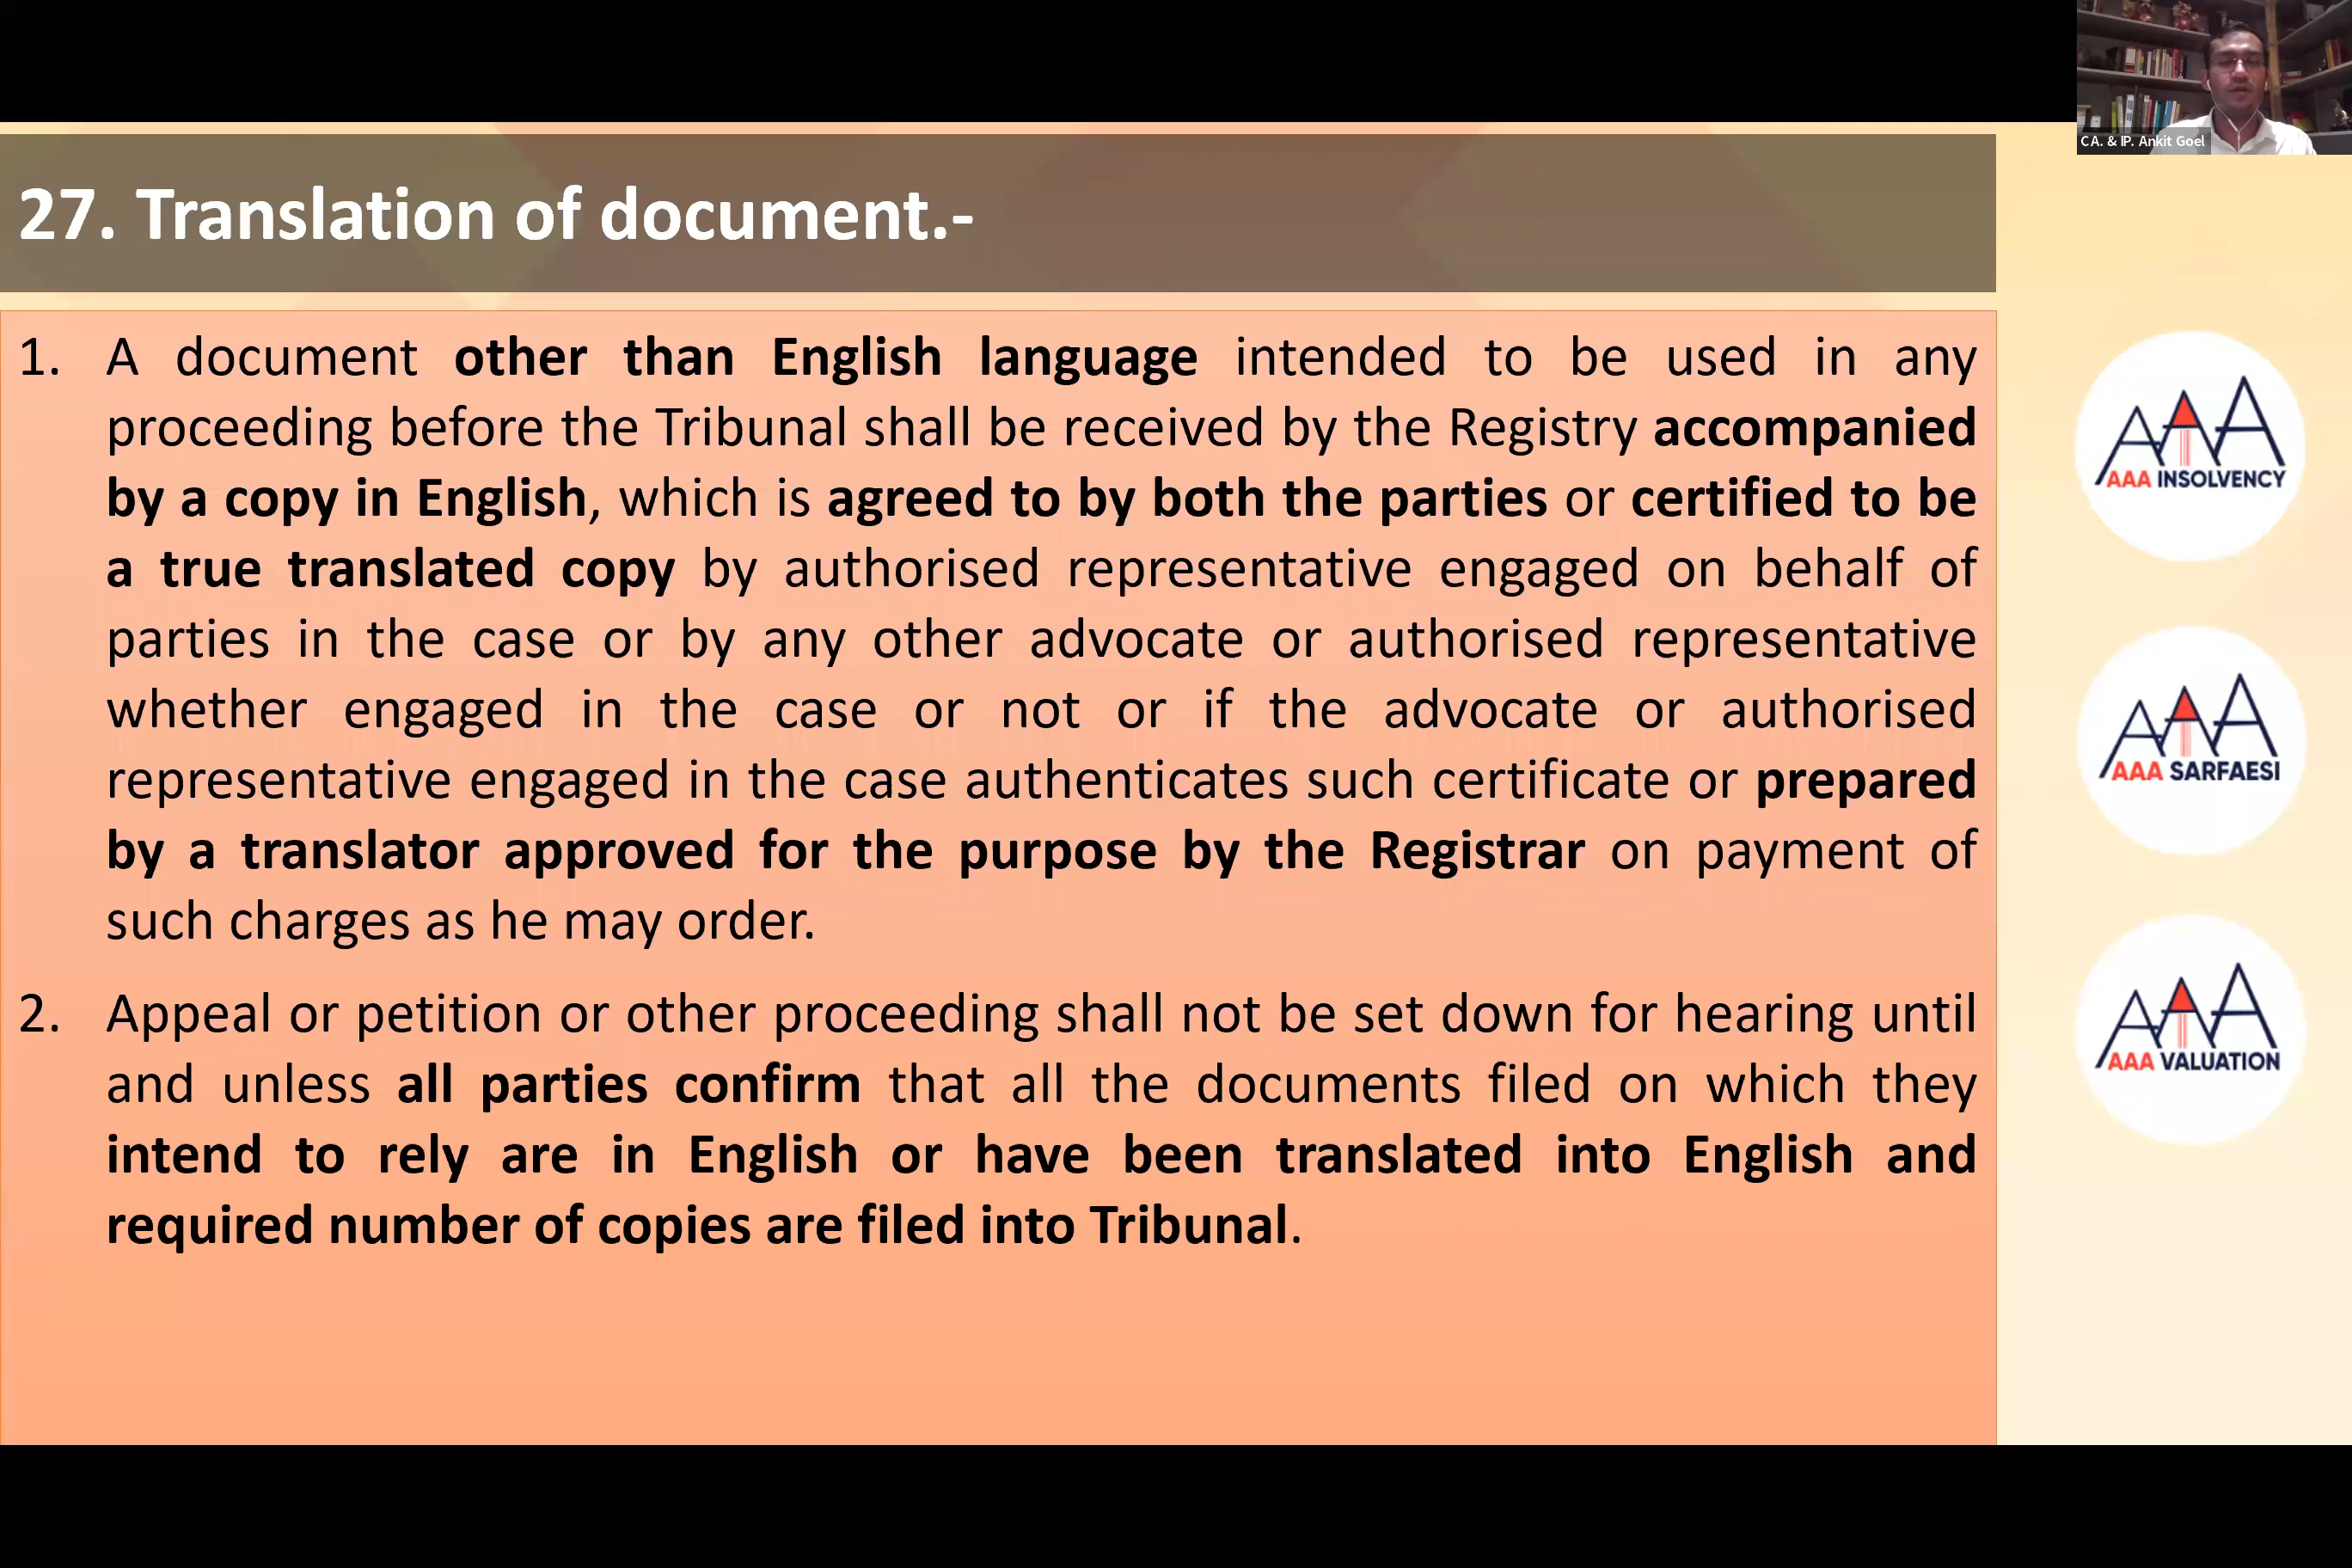 CA. & IP. Ankit Goel
27. Translation of document.-
1. A document other than English language intended to be used in any
proceeding before the Tribunal shall be received by the Registry accompanied
by a copy in English, which is agreed to by both the parties or certified to be
a true translated copy by authorised representative engaged on behalf of
parties in the case or by any other advocate or authorised representative
whether engaged in the case or not or if the advocate or authorised
representative engaged in the case authenticates such certificate or prepared
by a translator approved for the purpose by the Registrar on payment of
such charges as he may order.
2. Appeal or petition or other proceeding shall not be set down for hearing until
and unless all parties confirm that all the documents filed on which they
intend to rely are in English or have been translated into English and
required number of copies are filed into Tribunal.
AAA
AAA INSOLVENCY
AAA
AAA SARFAESI
AAA
AAA VALUATION